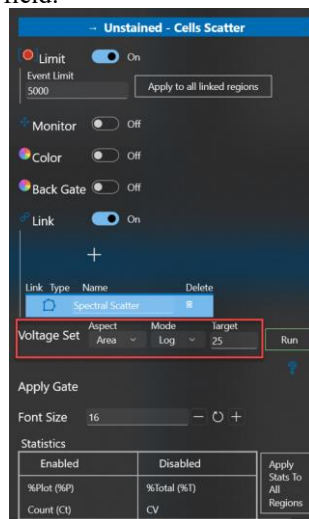 field.
→ Unstained - Cells Scatter
Limit On
Event Limit
5000
Apply to all linked regions
Monitor Off
Color Off
Back Gate Off
Link On
+
Link Type Name Delete
Spectral Scatter
Voltage Set
Aspect Mode Target
Area Log 25
Run
?
Apply Gate
Font Size 16 − +
Statistics
Enabled Disabled
Apply Stats To All Regions
%Plot (%P) %Total (%T)
Count (Ct) CV